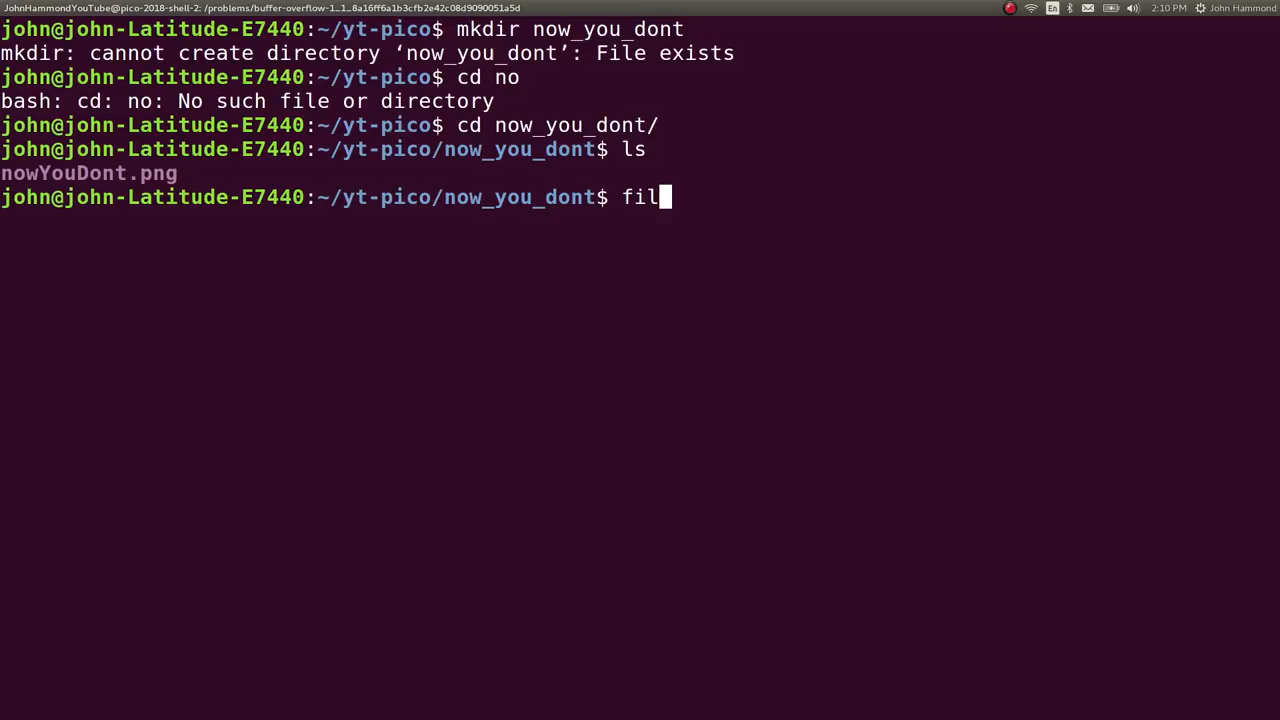 JohnHammondYouTube@pico-2018-shell-2: /problems/buffer-overflow-1_1_8a16ff6a1b3cfb2e42c08d9090051a5d En 2:10 PM John Hammond
john@john-Latitude-E7440:~/yt-pico$ mkdir now_you_dont
mkdir: cannot create directory ‘now_you_dont’: File exists
john@john-Latitude-E7440:~/yt-pico$ cd no
bash: cd: no: No such file or directory
john@john-Latitude-E7440:~/yt-pico$ cd now_you_dont/
john@john-Latitude-E7440:~/yt-pico/now_you_dont$ ls
nowYouDont.png
john@john-Latitude-E7440:~/yt-pico/now_you_dont$ fil